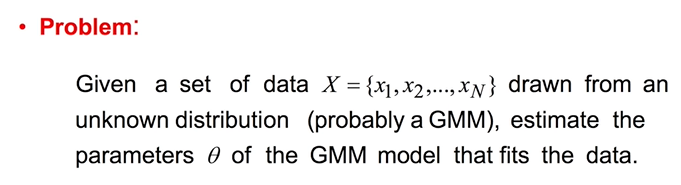 • Problem:
Given a set of data X = {x₁, x₂,..., x_N} drawn from an
unknown distribution (probably a GMM), estimate the
parameters θ of the GMM model that fits the data.